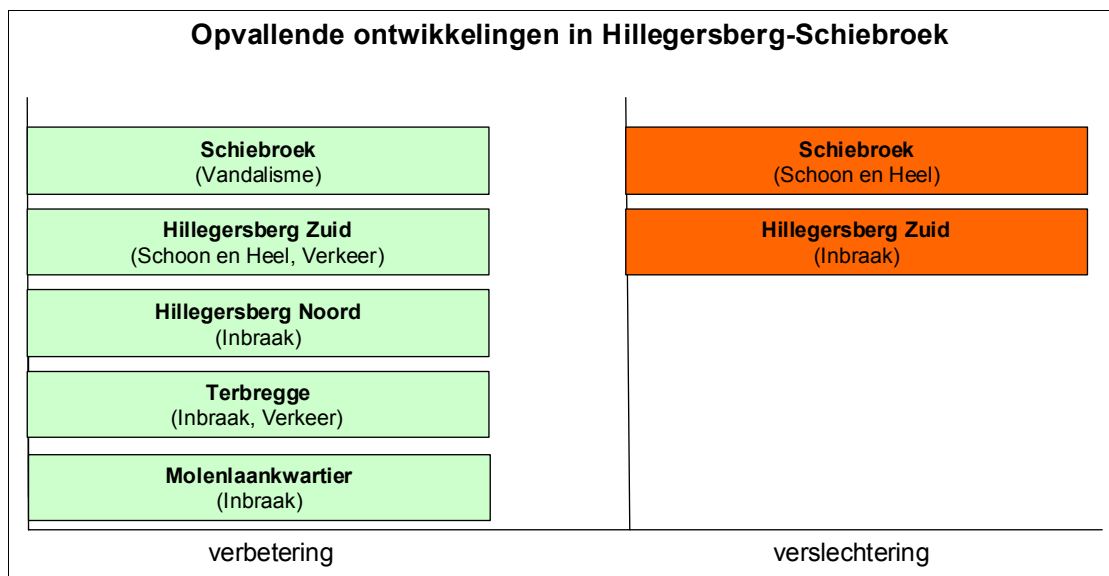 Opvallende ontwikkelingen in Hillegersberg-Schiebroek
Schiebroek
(Vandalisme)
Hillegersberg Zuid
(Schoon en Heel, Verkeer)
Hillegersberg Noord
(Inbraak)
Terbregge
(Inbraak, Verkeer)
Molenlaankwartier
(Inbraak)
verbetering
Schiebroek
(Schoon en Heel)
Hillegersberg Zuid
(Inbraak)
verslechtering